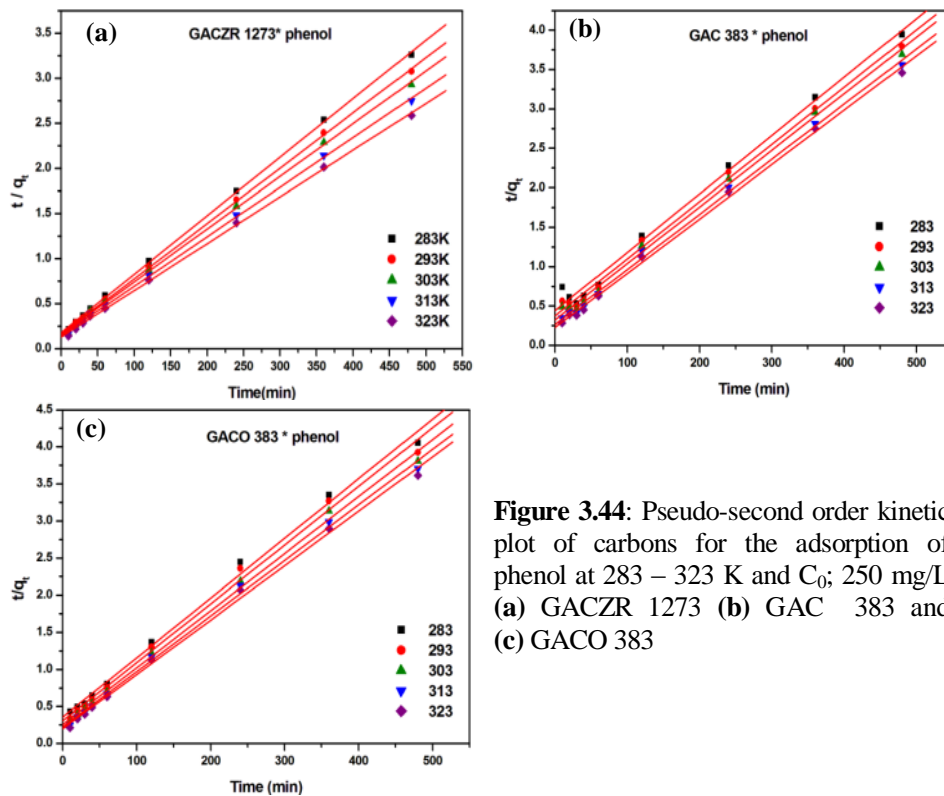 (a)
GACZR 1273* phenol
t / qₜ
3.5
3.0
2.5
2.0
1.5
1.0
0.5
0.0
283K
293K
303K
313K
323K
0 50 100 150 200 250 300 350 400 450 500 550
Time(min)
(b)
GAC 383 * phenol
t/qₜ
4.0
3.5
3.0
2.5
2.0
1.5
1.0
0.5
0.0
283
293
303
313
323
0 100 200 300 400 500
Time (min)
(c)
GACO 383 * phenol
t/qₜ
4.5
4.0
3.5
3.0
2.5
2.0
1.5
1.0
0.5
0.0
283
293
303
313
323
0 100 200 300 400 500
Time (min)
Figure 3.44: Pseudo-second order kinetic
plot of carbons for the adsorption of
phenol at 283 – 323 K and C₀; 250 mg/L
(a) GACZR 1273 (b) GAC 383 and
(c) GACO 383